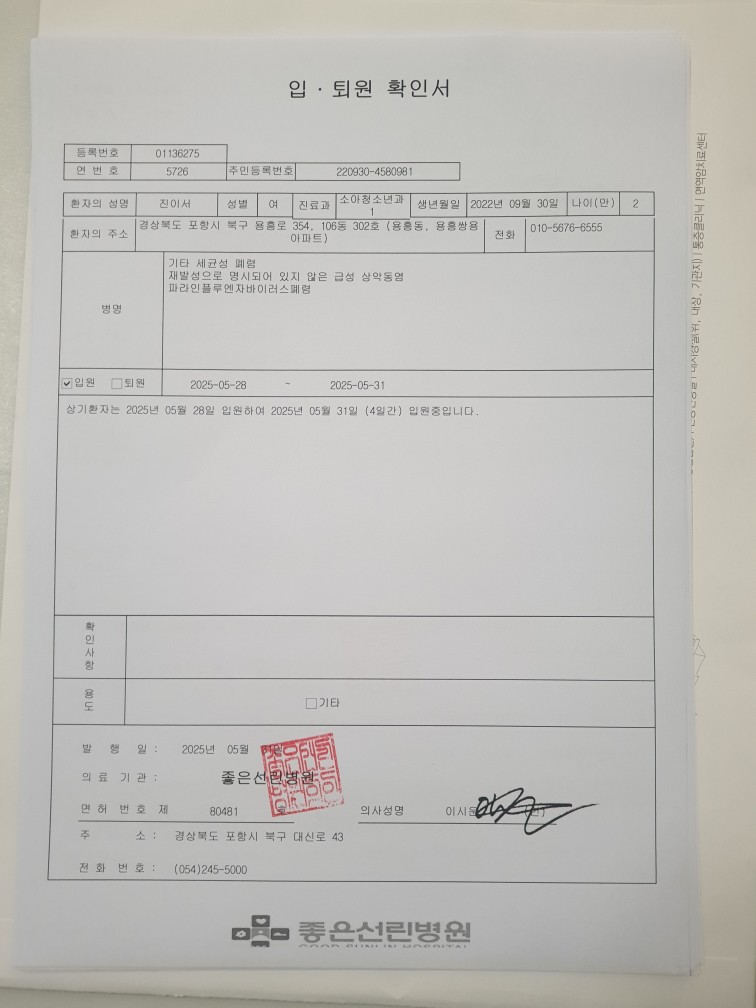 입 · 퇴원 확인서
등록번호 01136275
연 번호 5726 주민등록번호 220930-4580981
환자의 성명 진이서 성별 여 진료과 소아청소년과 1 생년월일 2022년 09월 30일 나이(만) 2
환자의 주소 경상북도 포항시 북구 용흥로 354, 106동 302호 (용흥동, 용흥쌍용아파트) 전화 010-5676-6555
병명
기타 세균성 폐렴
재발성으로 명시되어 있지 않은 급성 상악동염
파라인플루엔자바이러스폐렴
입원 퇴원 2025-05-28 ~ 2025-05-31
상기환자는 2025년 05월 28일 입원하여 2025년 05월 31일 (4일간) 입원중입니다.
확인사항
용도 기타
발 행 일 : 2025년 05월
의료 기관 : 좋은선린병원
면허 번호 제 80481 의사성명 이시운
주 소 : 경상북도 포항시 북구 대신로 43
전화 번호 : (054)245-5000
좋은선린병원
GOOD SUNLIN HOSPITAL